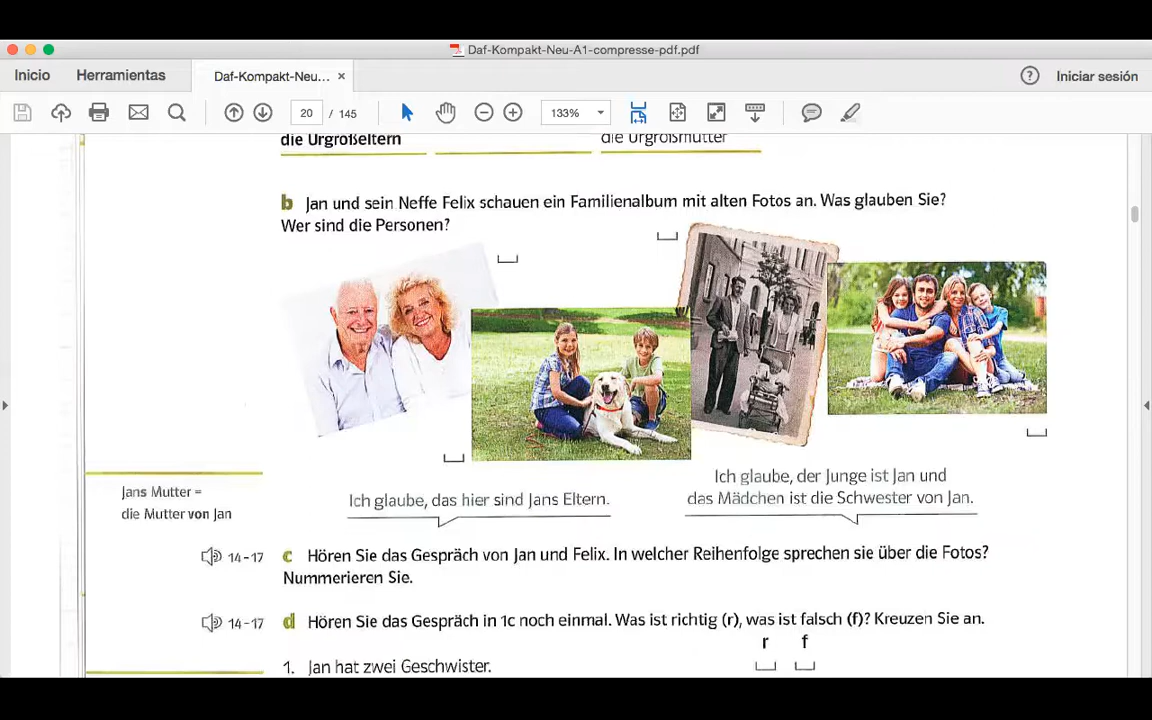 Daf-Kompakt-Neu-A1-compresse-pdf.pdf
Inicio Herramientas Daf-Kompakt-Neu... × ? Iniciar sesión
20 / 145 133%
die Urgroßeltern die Urgroßmutter
b Jan und sein Neffe Felix schauen ein Familienalbum mit alten Fotos an. Was glauben Sie?
Wer sind die Personen?
Jans Mutter =
die Mutter von Jan
Ich glaube, das hier sind Jans Eltern.
Ich glaube, der Junge ist Jan und
das Mädchen ist die Schwester von Jan.
14-17 c Hören Sie das Gespräch von Jan und Felix. In welcher Reihenfolge sprechen sie über die Fotos?
Nummerieren Sie.
14-17 d Hören Sie das Gespräch in 1c noch einmal. Was ist richtig (r), was ist falsch (f)? Kreuzen Sie an.
r f
1. Jan hat zwei Geschwister.